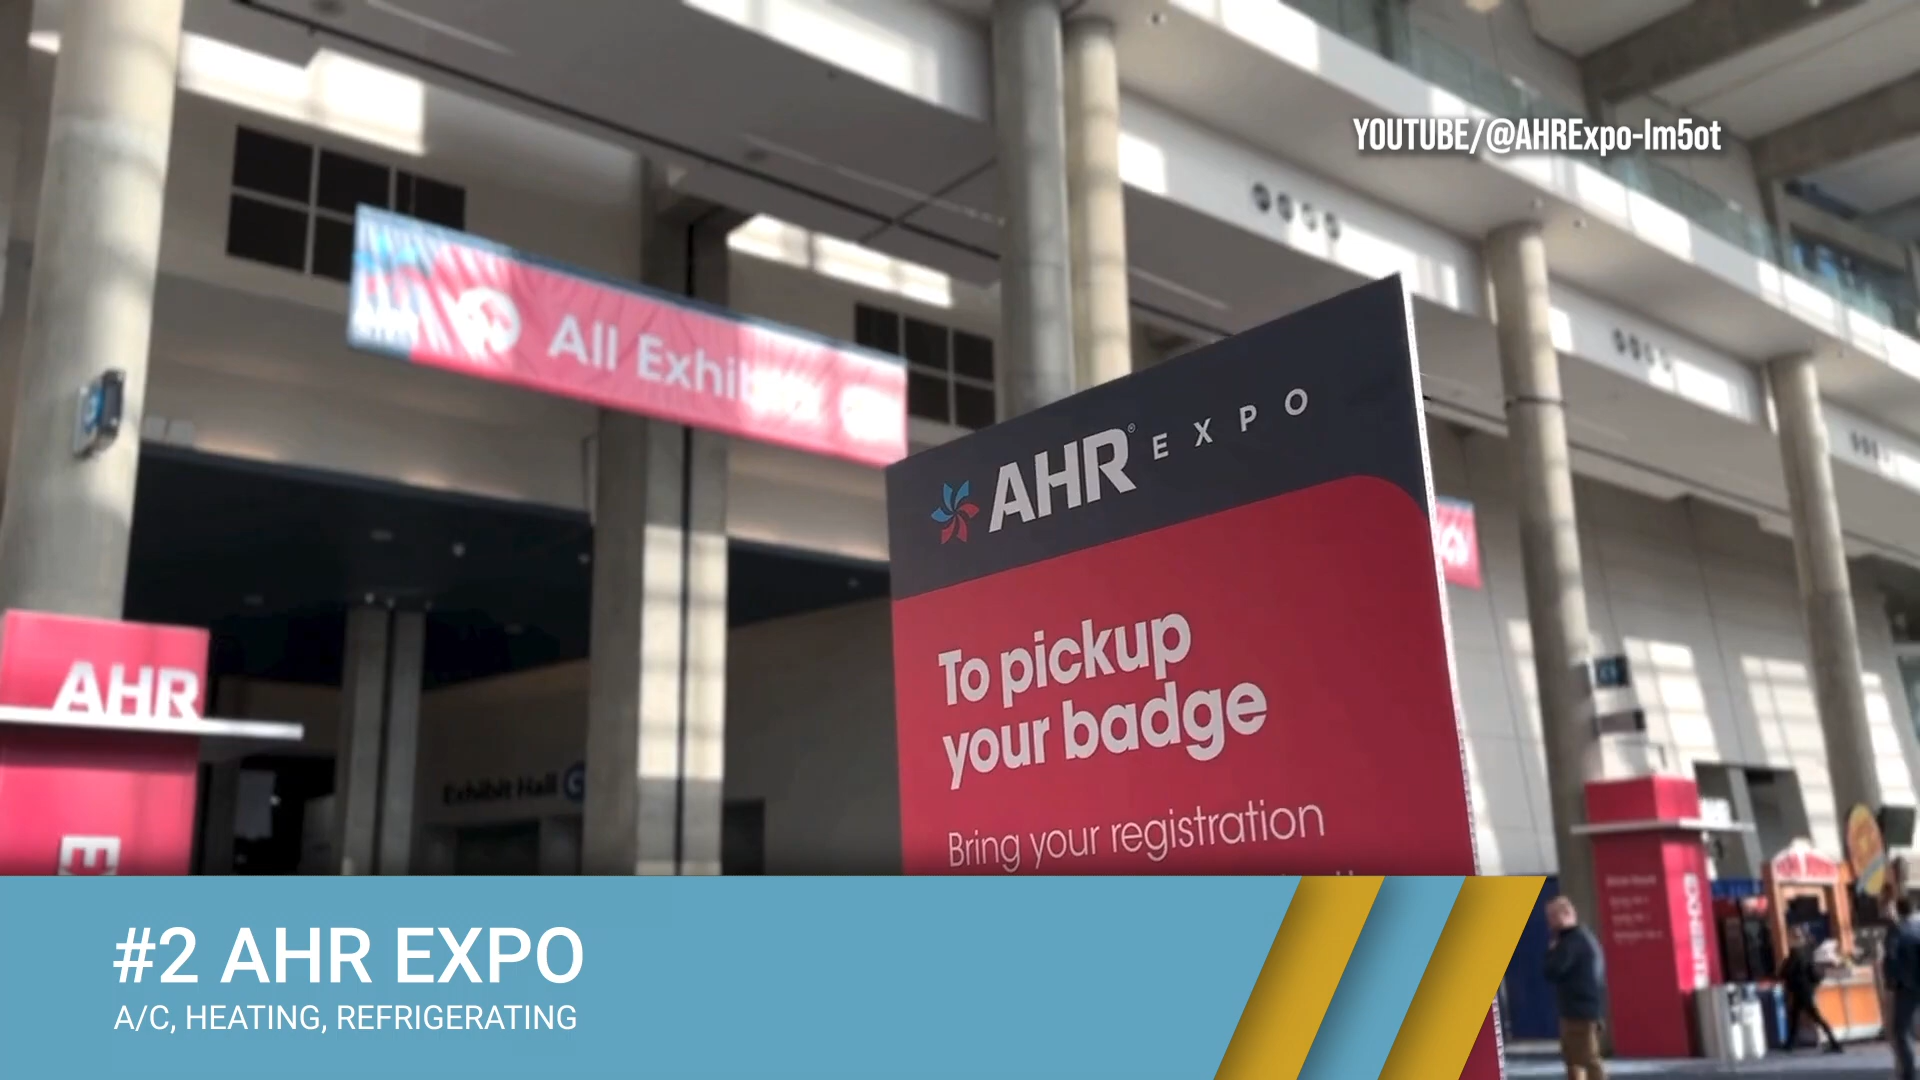 YOUTUBE/@AHRExpo-lm5ot
All Exhibits
AHR® EXPO
To pickup
your badge
Bring your registration
AHR
E
Exhibit Hall G
#2 AHR EXPO
A/C, HEATING, REFRIGERATING